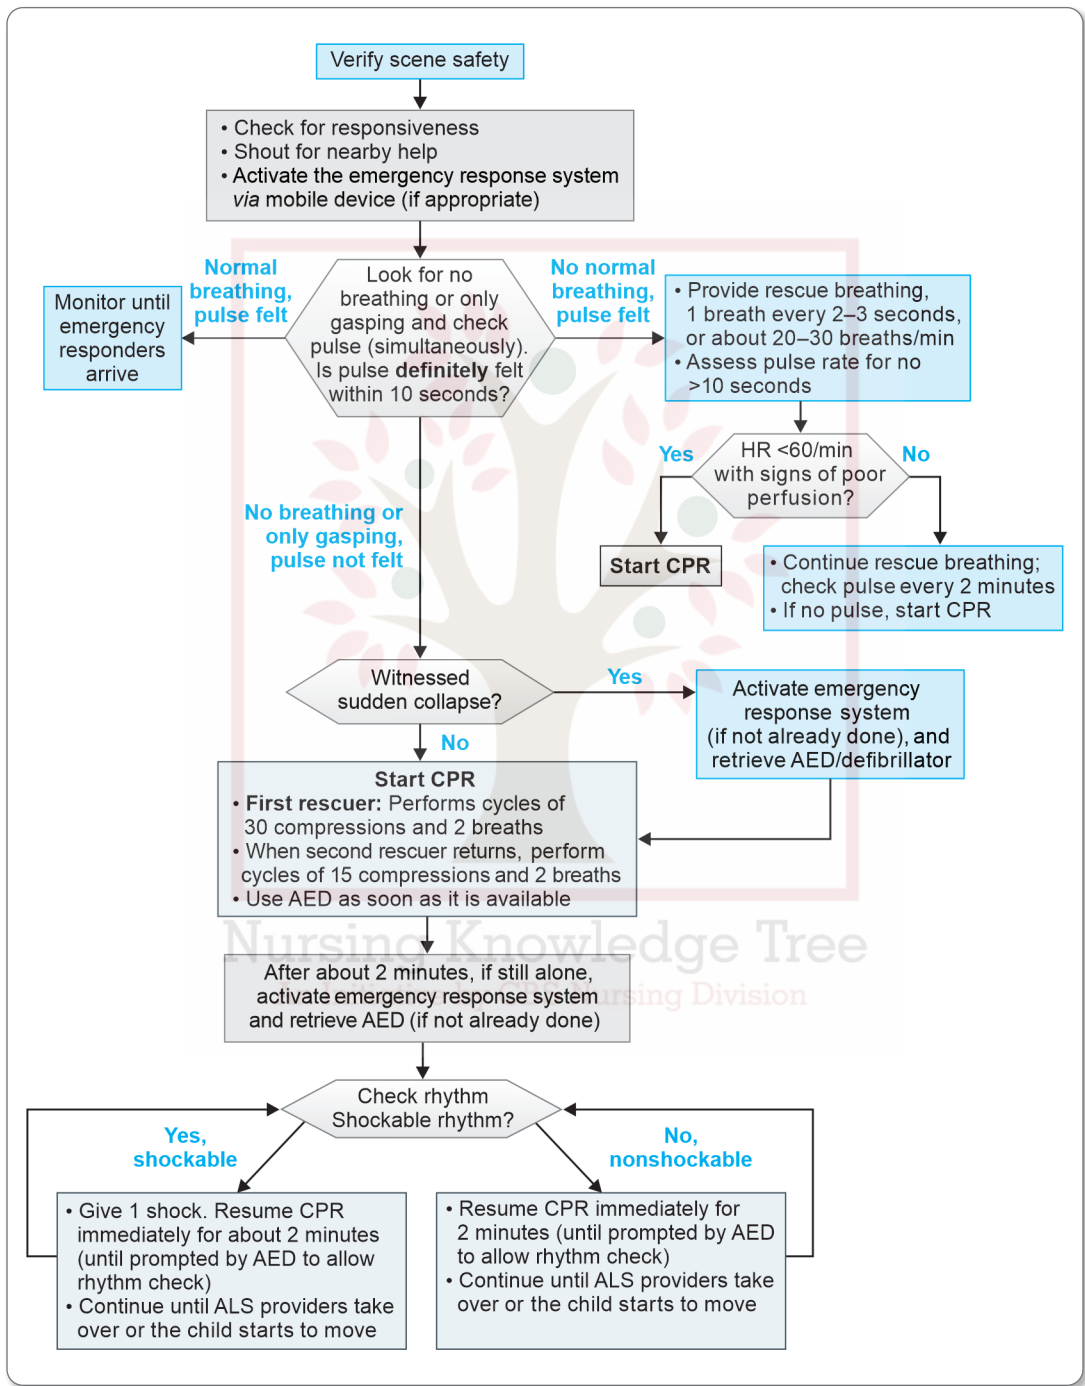 Verify scene safety
• Check for responsiveness
• Shout for nearby help
• Activate the emergency response system
via mobile device (if appropriate)
Normal
breathing,
pulse felt
Look for no
breathing or only
gasping and check
pulse (simultaneously).
Is pulse definitely felt
within 10 seconds?
No normal
breathing,
pulse felt
Monitor until
emergency
responders
arrive
• Provide rescue breathing,
1 breath every 2–3 seconds,
or about 20–30 breaths/min
• Assess pulse rate for no
>10 seconds
Yes
HR <60/min
with signs of poor
perfusion?
No
No breathing or
only gasping,
pulse not felt
Start CPR
• Continue rescue breathing;
check pulse every 2 minutes
• If no pulse, start CPR
Witnessed
sudden collapse?
Yes
Activate emergency
response system
(if not already done), and
retrieve AED/defibrillator
No
Start CPR
• First rescuer: Performs cycles of
30 compressions and 2 breaths
• When second rescuer returns, perform
cycles of 15 compressions and 2 breaths
• Use AED as soon as it is available
Nursing Knowledge Tree
An Initiative by CBS Nursing Division
After about 2 minutes, if still alone,
activate emergency response system
and retrieve AED (if not already done)
Check rhythm
Shockable rhythm?
Yes,
shockable
No,
nonshockable
• Give 1 shock. Resume CPR
immediately for about 2 minutes
(until prompted by AED to allow
rhythm check)
• Continue until ALS providers take
over or the child starts to move
• Resume CPR immediately for
2 minutes (until prompted by AED
to allow rhythm check)
• Continue until ALS providers take
over or the child starts to move